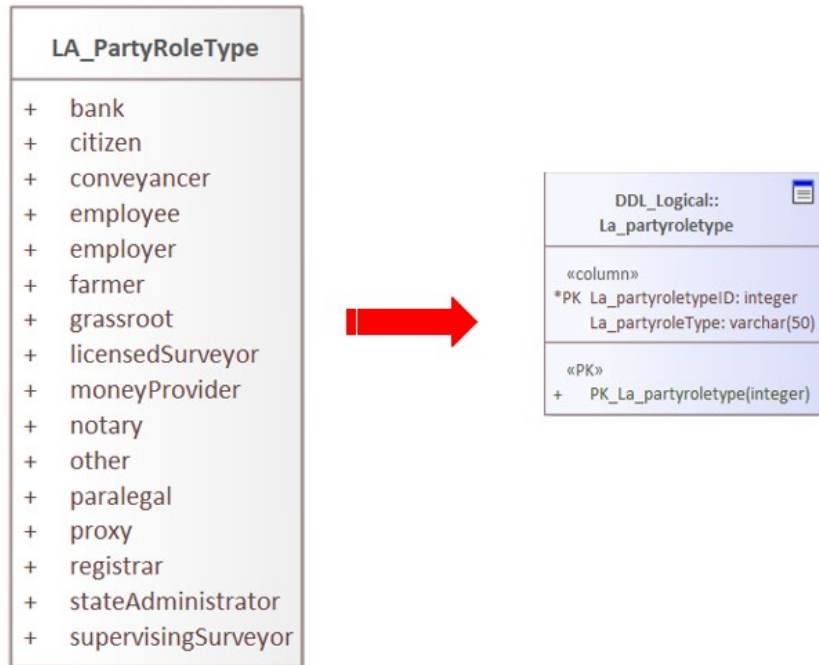 LA_PartyRoleType
+ bank
+ citizen
+ conveyancer
+ employee
+ employer
+ farmer
+ grassroot
+ licensedSurveyor
+ moneyProvider
+ notary
+ other
+ paralegal
+ proxy
+ registrar
+ stateAdministrator
+ supervisingSurveyor
DDL_Logical::
La_partyroletype
«column»
*PK La_partyroletypeID: integer
La_partyroleType: varchar(50)
«PK»
+ PK_La_partyroletype(integer)